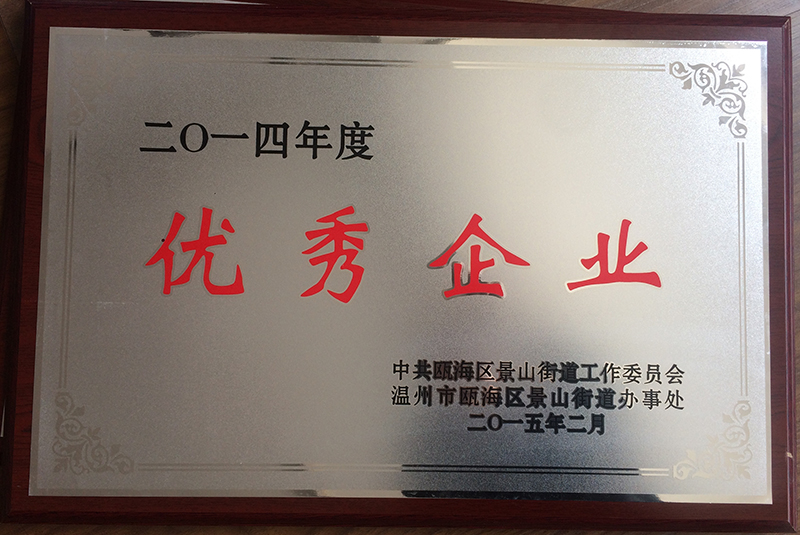 二〇一四年度
优秀企业
中共瓯海区景山街道工作委员会
温州市瓯海区景山街道办事处
二〇一五年二月